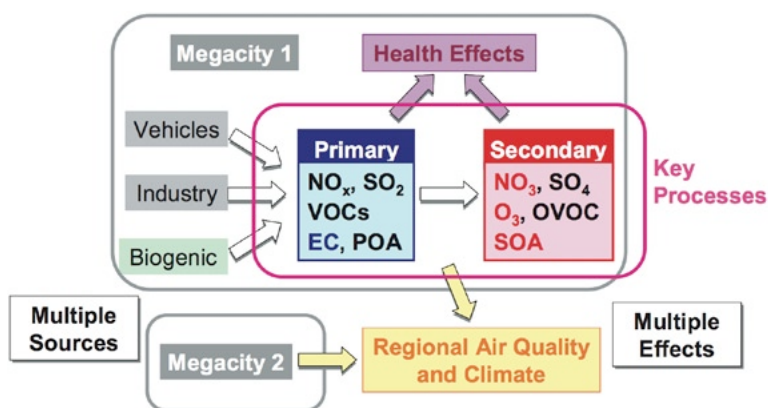 Megacity 1
Health Effects
Vehicles
Industry
Biogenic
Primary
NOₓ, SO₂
VOCs
EC, POA
Secondary
NO₃, SO₄
O₃, OVOC
SOA
Key
Processes
Multiple
Sources
Megacity 2
Regional Air Quality
and Climate
Multiple
Effects